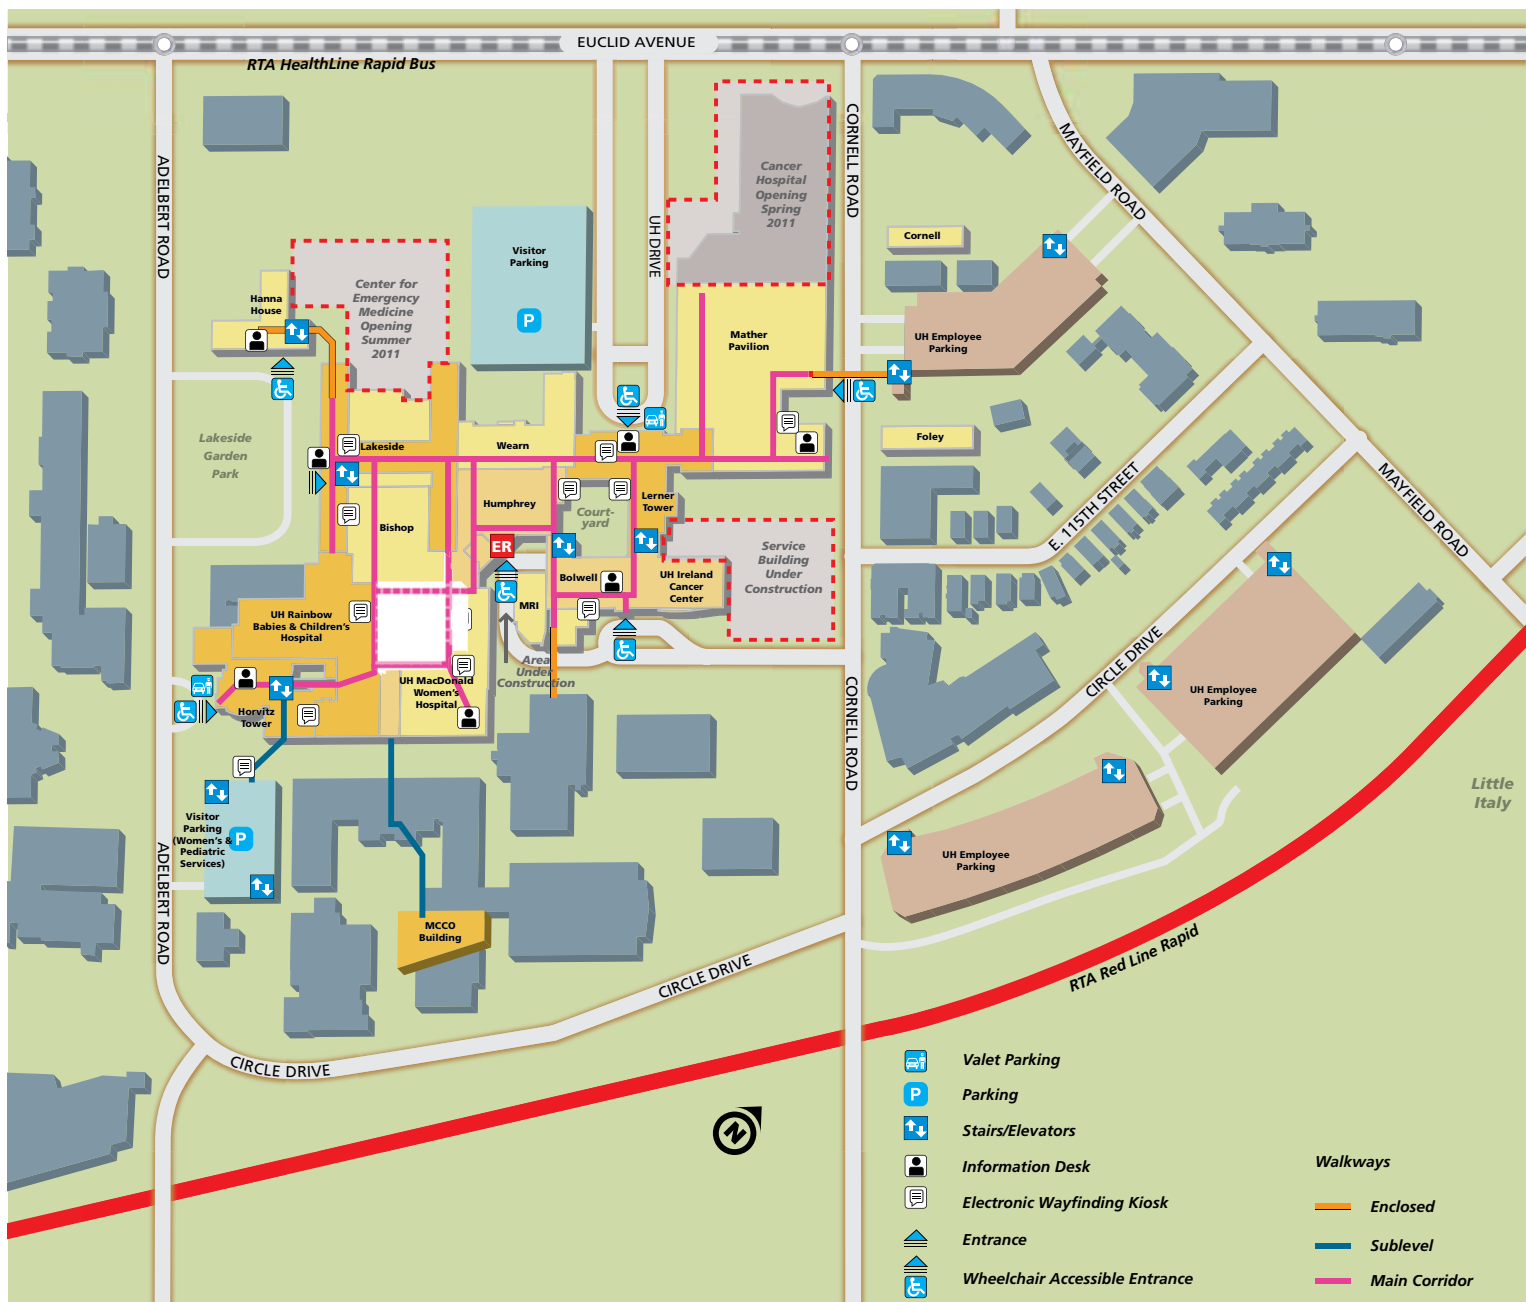 EUCLID AVENUE
RTA HealthLine Rapid Bus
ADELBERT ROAD
UH DRIVE
CORNELL ROAD
MAYFIELD ROAD
Cancer
Hospital
Opening
Spring
2011
Cornell
Visitor
Parking
P
Center for
Emergency
Medicine
Opening
Summer
2011
Hanna
House
Mather
Pavilion
UH Employee
Parking
Lakeside
Garden
Park
Lakeside
Wearn
Foley
Humphrey
Lerner
Tower
Court-
yard
Bishop
ER
E. 115TH STREET
MAYFIELD ROAD
Service
Building
Under
Construction
Bolwell
UH Ireland
Cancer
Center
MRI
UH Rainbow
Babies & Children's
Hospital
Area
Under
Construction
UH MacDonald
Women's
Hospital
Horvitz
Tower
CIRCLE DRIVE
UH Employee
Parking
CORNELL ROAD
Little
Italy
Visitor
Parking
(Women's &
Pediatric
Services)
P
UH Employee
Parking
ADELBERT ROAD
MCCO
Building
CIRCLE DRIVE
RTA Red Line Rapid
CIRCLE DRIVE
N
Valet Parking
P
Parking
Stairs/Elevators
Information Desk
Electronic Wayfinding Kiosk
Entrance
Wheelchair Accessible Entrance
Walkways
Enclosed
Sublevel
Main Corridor